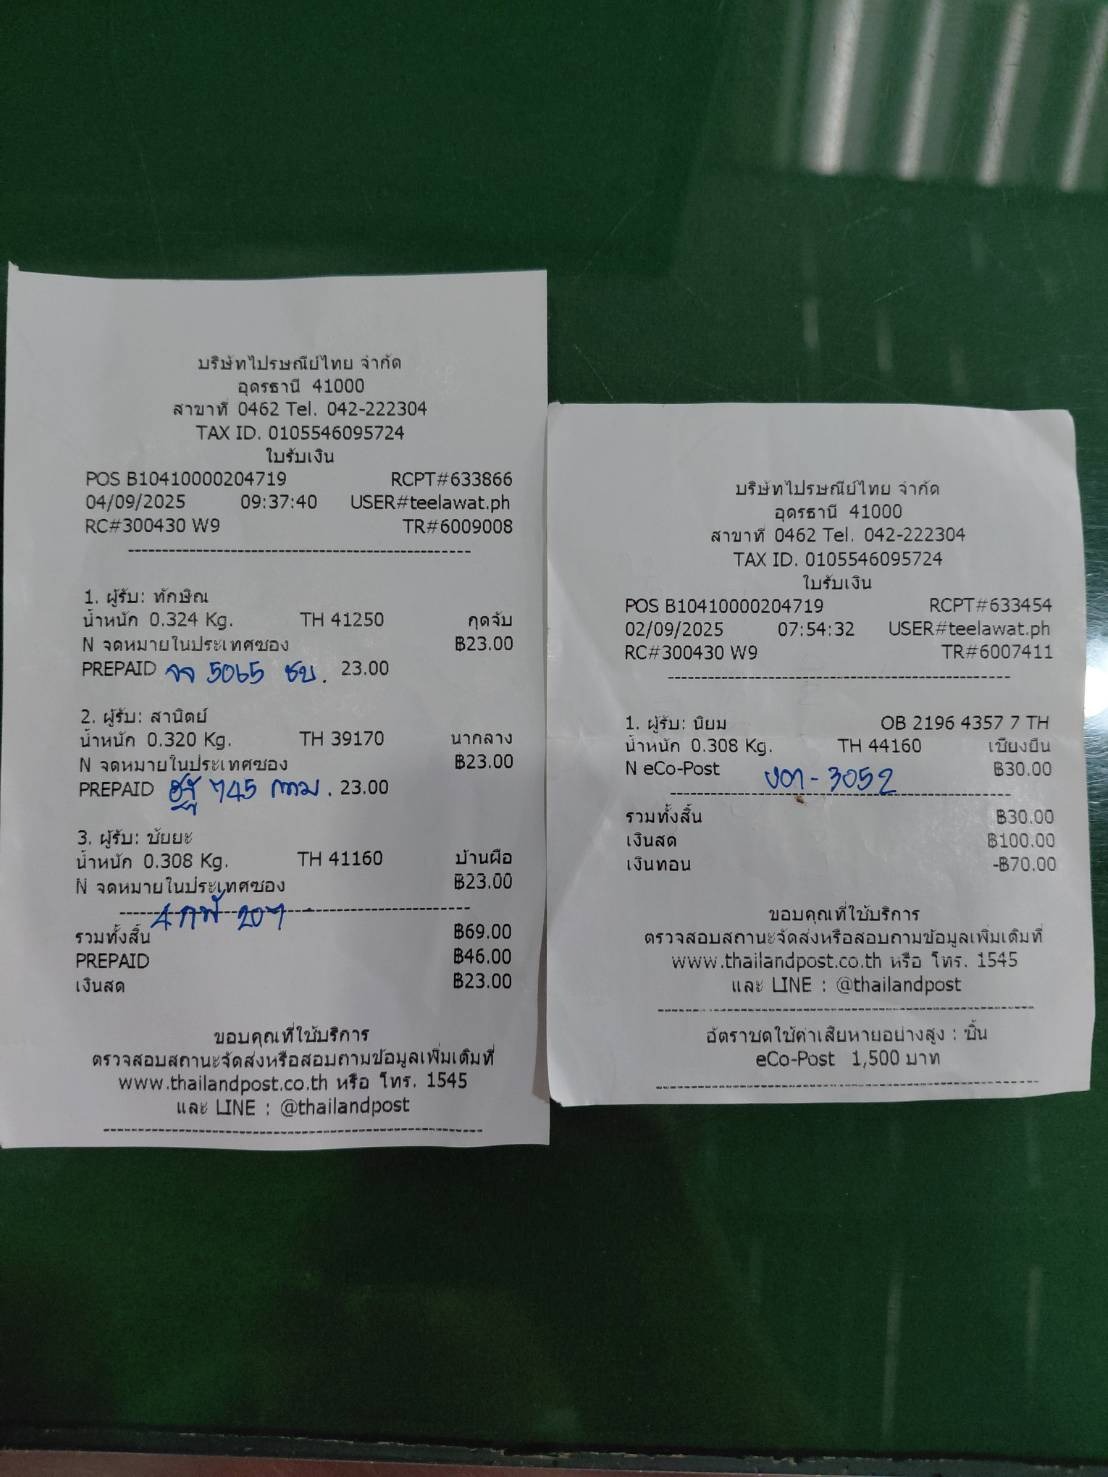 บริษัทไปรษณีย์ไทย จำกัด
อุดรธานี 41000
สาขาที่ 0462 Tel. 042-222304
TAX ID. 0105546095724
ใบรับเงิน
POS B10410000204719 RCPT#633866
04/09/2025 09:37:40 USER#teelawat.ph
RC#300430 W9 TR#6009008
1. ผู้รับ: ทักษิณ
น้ำหนัก 0.324 Kg. TH 41250 กุดจับ
N จดหมายในประเทศซอง ฿23.00
PREPAID จจ 5065 ชบ. 23.00
2. ผู้รับ: สานิตย์
น้ำหนัก 0.320 Kg. TH 39170 นากลาง
N จดหมายในประเทศซอง ฿23.00
PREPAID 745 กทม. 23.00
3. ผู้รับ: ชัยยะ
น้ำหนัก 0.308 Kg. TH 41160 บ้านผือ
N จดหมายในประเทศซอง ฿23.00
4กฬ 207
รวมทั้งสิ้น ฿69.00
PREPAID ฿46.00
เงินสด ฿23.00
ขอบคุณที่ใช้บริการ
ตรวจสอบสถานะจัดส่งหรือสอบถามข้อมูลเพิ่มเติมที่
www.thailandpost.co.th หรือ โทร. 1545
และ LINE : @thailandpost
บริษัทไปรษณีย์ไทย จำกัด
อุดรธานี 41000
สาขาที่ 0462 Tel. 042-222304
TAX ID. 0105546095724
ใบรับเงิน
POS B10410000204719 RCPT#633454
02/09/2025 07:54:32 USER#teelawat.ph
RC#300430 W9 TR#6007411
1. ผู้รับ: นิยม OB 2196 4357 7 TH
น้ำหนัก 0.308 Kg. TH 44160 เชียงยืน
N eCo-Post ฿30.00
-3052
รวมทั้งสิ้น ฿30.00
เงินสด ฿100.00
เงินทอน -฿70.00
ขอบคุณที่ใช้บริการ
ตรวจสอบสถานะจัดส่งหรือสอบถามข้อมูลเพิ่มเติมที่
www.thailandpost.co.th หรือ โทร. 1545
และ LINE : @thailandpost
อัตราชดใช้ค่าเสียหายอย่างสูง : ชิ้น
eCo-Post 1,500 บาท